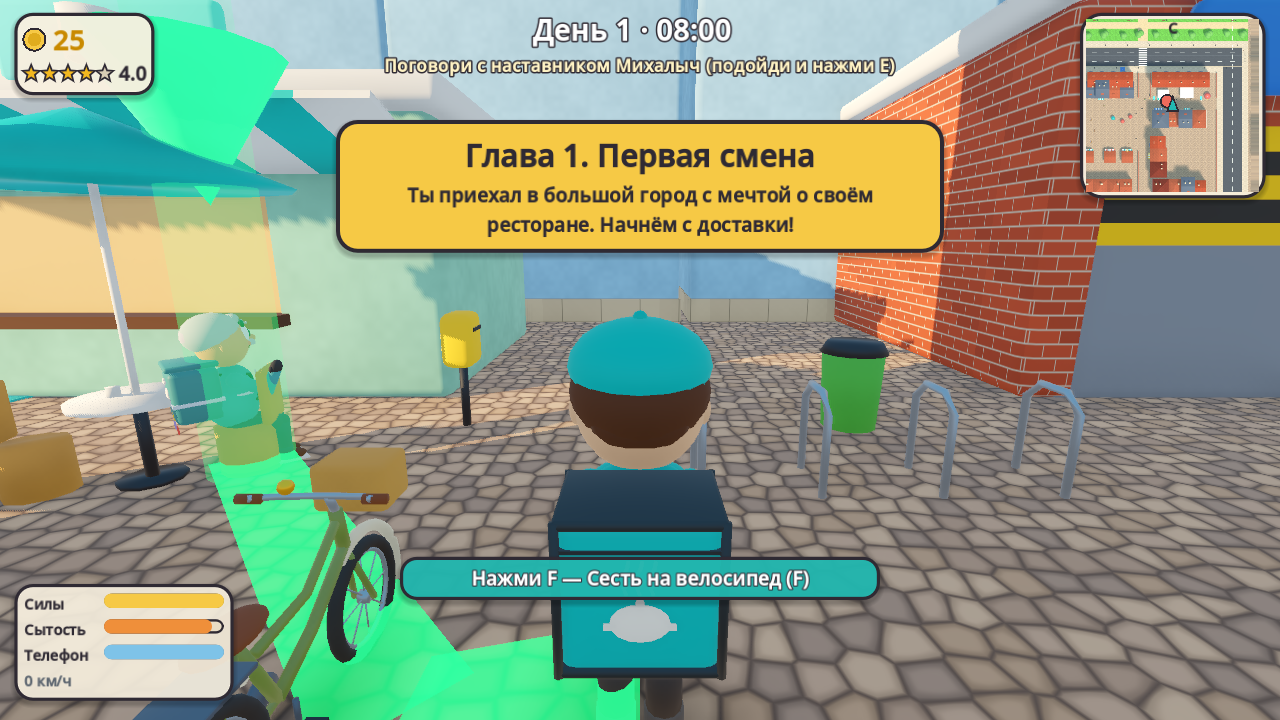 25
4.0
День 1 · 08:00
Поговори с наставником Михалыч (подойди и нажми E)
С
Глава 1. Первая смена
Ты приехал в большой город с мечтой о своём
ресторане. Начнём с доставки!
Нажми F — Сесть на велосипед (F)
Силы
Сытость
Телефон
0 км/ч